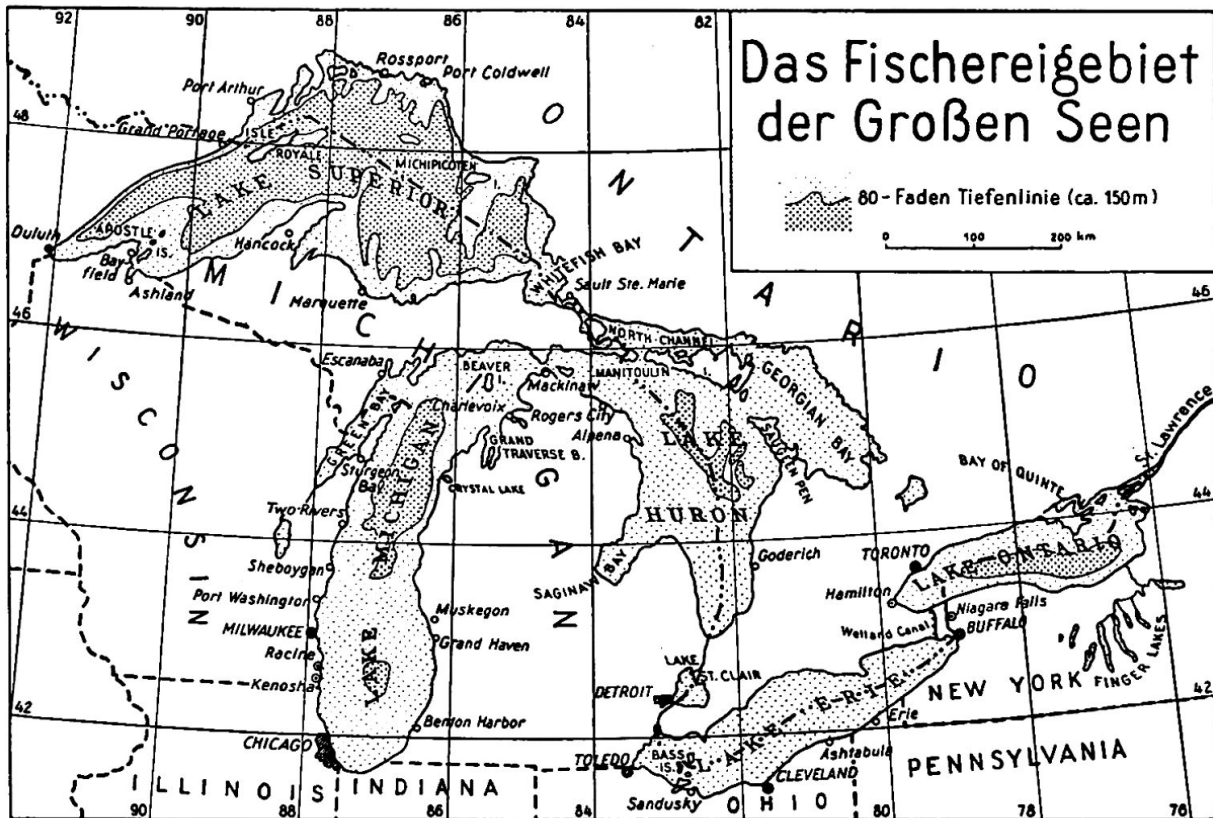 92
90
88
86
84
82
Das Fischereigebiet
der Großen Seen
80-Faden Tiefenlinie (ca. 150m)
0 100 200 km
Rossport
Port Coldwell
Port Arthur
48
Grand Portage
ISLE
ROYALE
MICHIPICOTEN
I.
LAKE SUPERIOR
ONTARIO
Duluth
APOSTLE
IS.
Bay
field
Ashland
Hancock
Marquette
MICHIGAN
WHITEFISH BAY
Sault Ste. Marie
46
46
WISCONSIN
NORTH CHANNEL
Escanaba
BEAVER
I.
Mackinaw
MANITOULIN
I.
GEORGIAN BAY
GREEN BAY
Charlevoix
Rogers City
Alpena
LAKE
HURON
SAUGEEN PEN
GRAND
TRAVERSE B.
Sturgeon
Bay
CRYSTAL LAKE
St. Lawrence
BAY OF QUINTE
44
44
Two-Rivers
LAKE MICHIGAN
Sheboygan
SAGINAW BAY
Goderich
TORONTO
LAKE ONTARIO
Port Washington
Muskegon
Hamilton
Niagara Falls
MILWAUKEE
Grand Haven
Welland Canal
BUFFALO
Racine
Kenosha
LAKE
ST. CLAIR
DETROIT
FINGER LAKES
NEW YORK
42
42
Benton Harbor
LAKE ERIE
Erie
CHICAGO
TOLEDO
BASS
IS.
Ashtabula
PENNSYLVANIA
CLEVELAND
Sandusky
ILLINOIS
INDIANA
OHIO
90
88
86
84
82
80
80
78
76